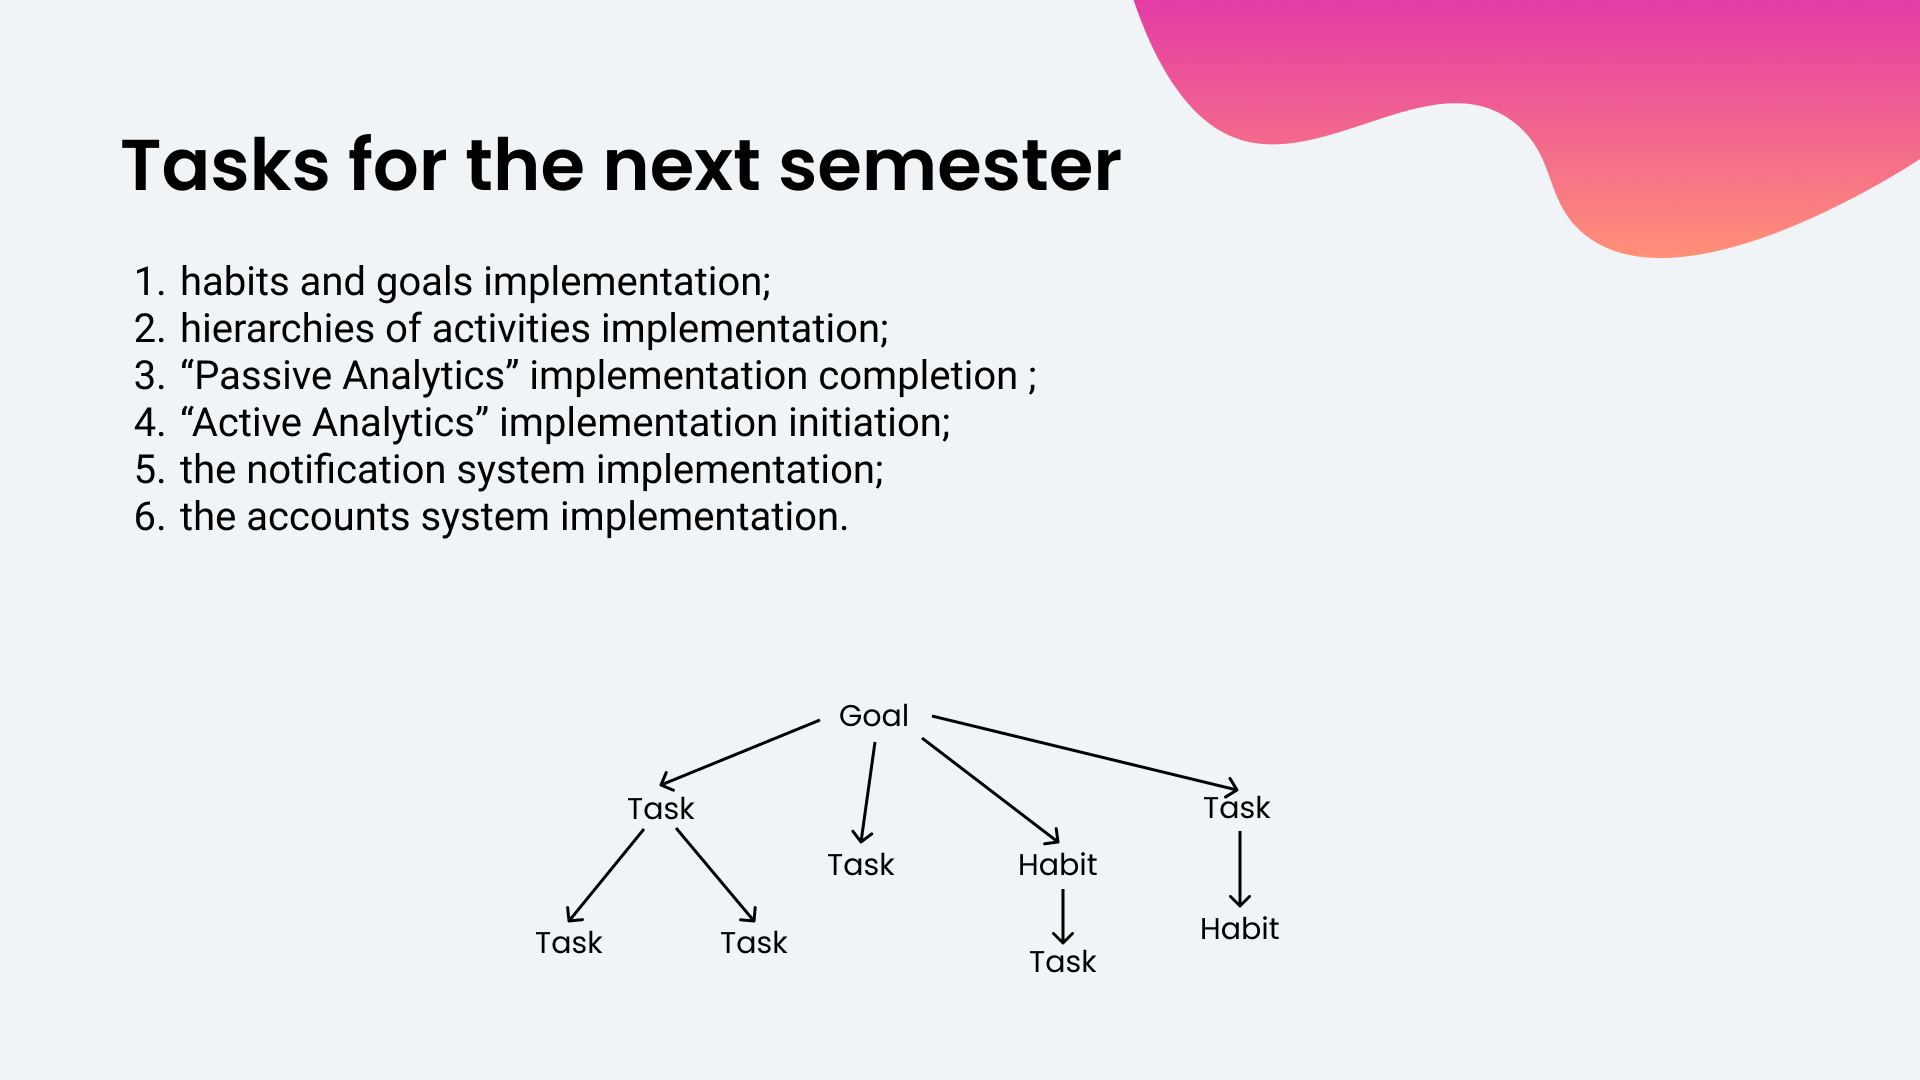 Tasks for the next semester
1. habits and goals implementation;
2. hierarchies of activities implementation;
3. “Passive Analytics” implementation completion ;
4. “Active Analytics” implementation initiation;
5. the notification system implementation;
6. the accounts system implementation.
Goal
Task
Task
Task
Habit
Task
Task
Habit
Task
Task